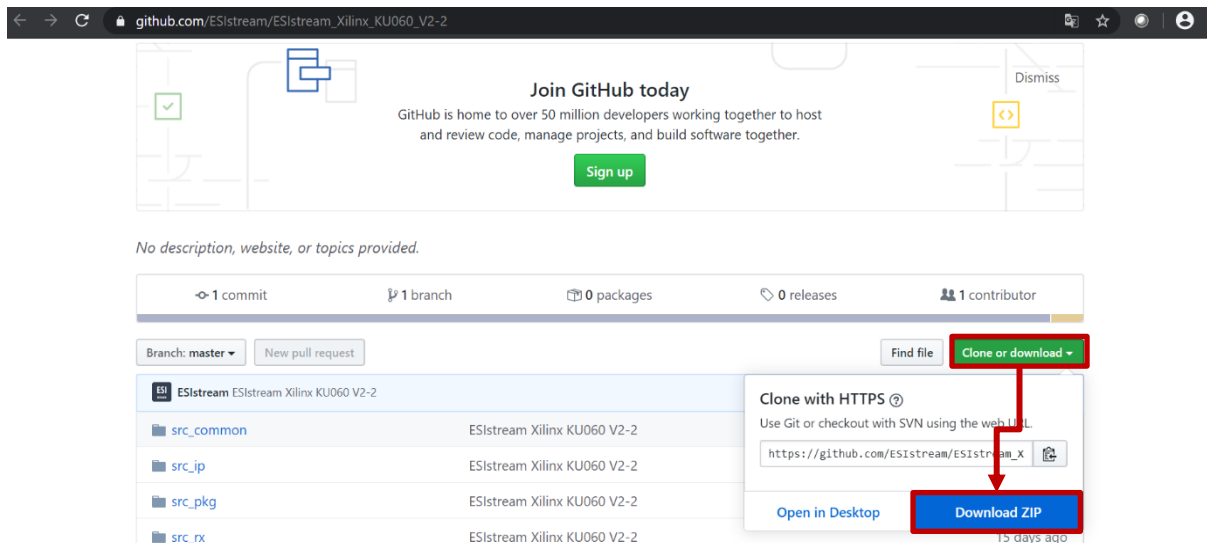 github.com/ESIstream/ESIstream_Xilinx_KU060_V2-2
Join GitHub today
Dismiss
GitHub is home to over 50 million developers working together to host
and review code, manage projects, and build software together.
Sign up
No description, website, or topics provided.
1 commit
1 branch
0 packages
0 releases
1 contributor
Branch: master
New pull request
Find file
Clone or download
ESI
ESIstream ESIstream Xilinx KU060 V2-2
src_common
ESIstream Xilinx KU060 V2-2
src_ip
ESIstream Xilinx KU060 V2-2
src_pkg
ESIstream Xilinx KU060 V2-2
src_rx
ESIstream Xilinx KU060 V2-2
15 days ago
Clone with HTTPS
Use Git or checkout with SVN using the web URL.
https://github.com/ESIstream/ESIstream_X
Open in Desktop
Download ZIP